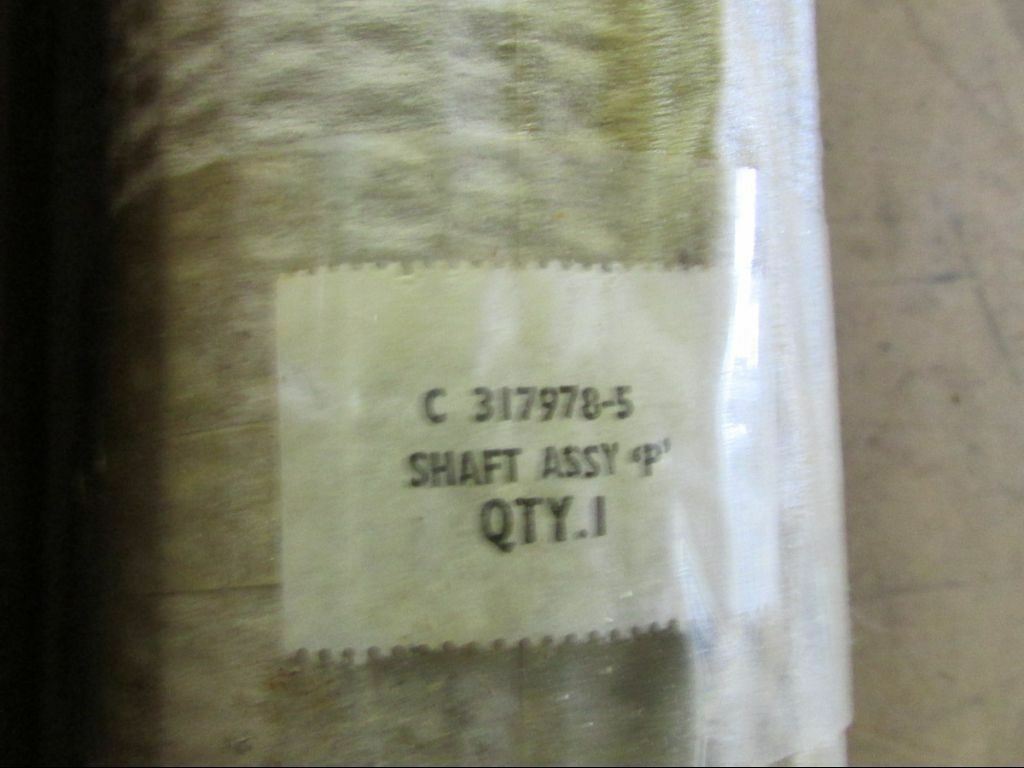 C 317978-5
SHAFT ASSY 'P'
QTY.1